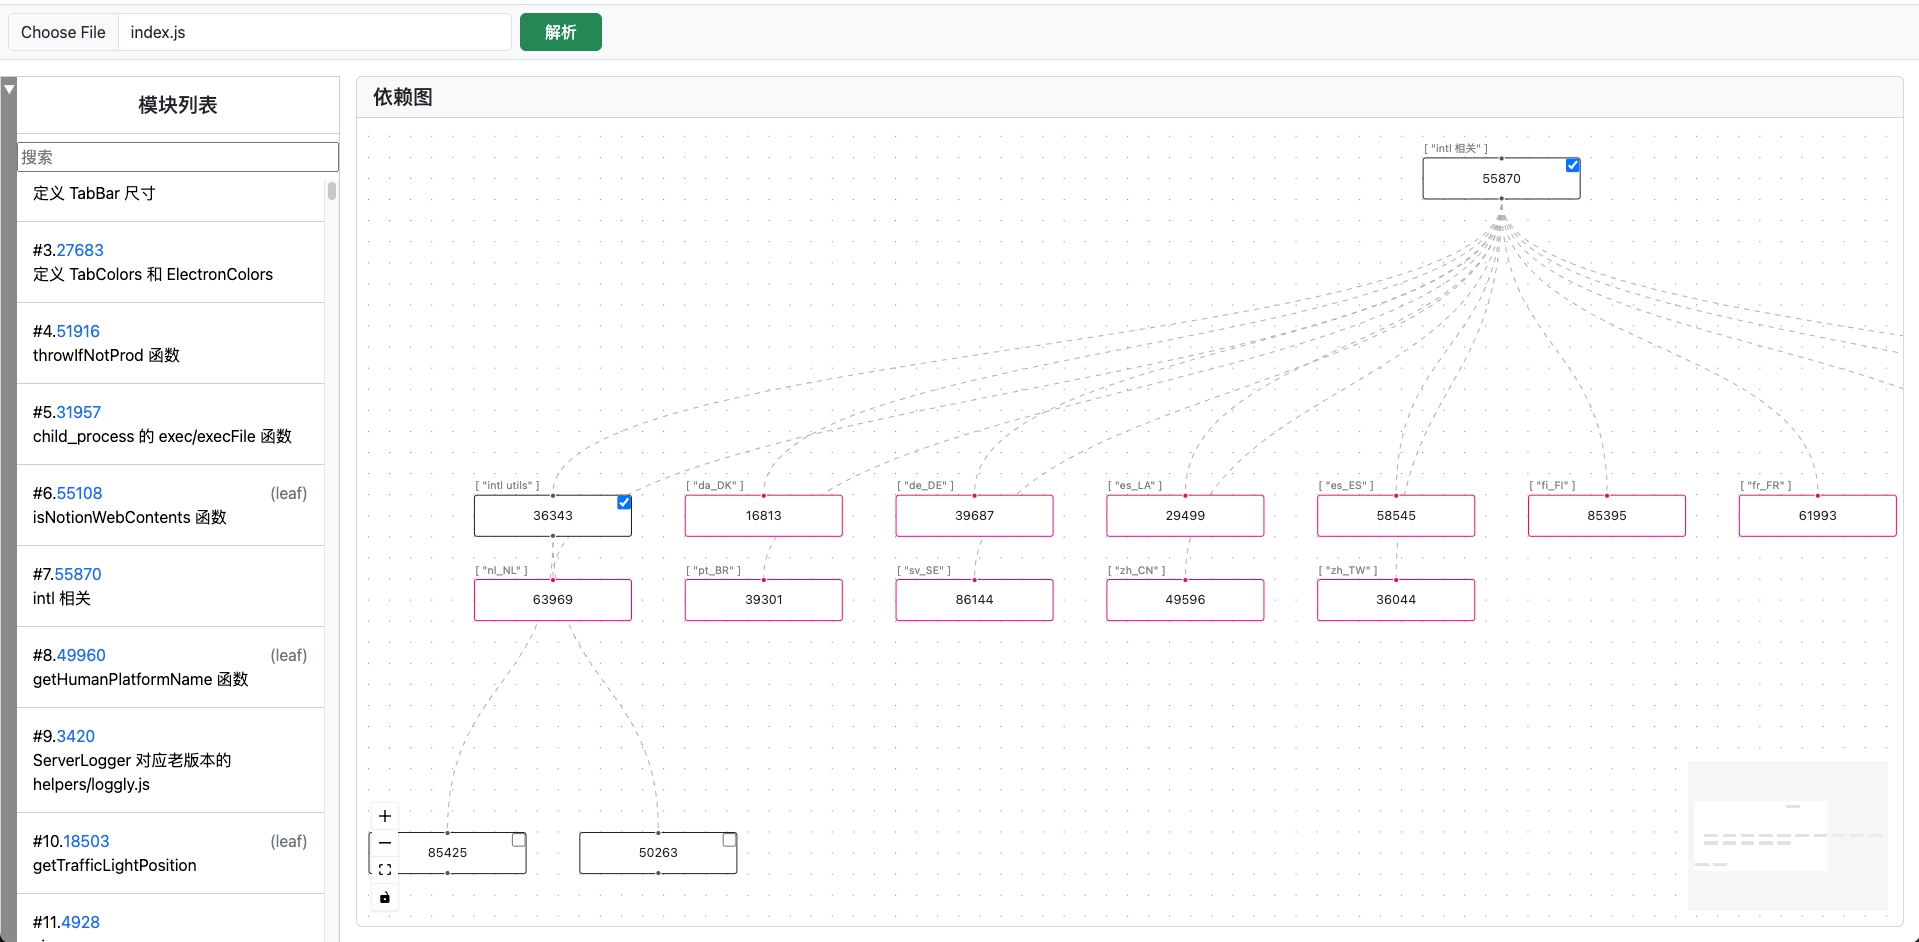 Choose File
index.js
解析
模块列表
搜索
定义 TabBar 尺寸
#3.27683
定义 TabColors 和 ElectronColors
#4.51916
throwIfNotProd 函数
#5.31957
child_process 的 exec/execFile 函数
#6.55108 (leaf)
isNotionWebContents 函数
#7.55870
intl 相关
#8.49960 (leaf)
getHumanPlatformName 函数
#9.3420
ServerLogger 对应老版本的
helpers/loggly.js
#10.18503 (leaf)
getTrafficLightPosition
#11.4928
依赖图
[ "intl 相关" ]
55870
[ "intl utils" ]
36343
[ "da_DK" ]
16813
[ "de_DE" ]
39687
[ "es_LA" ]
29499
[ "es_ES" ]
58545
[ "fi_FI" ]
85395
[ "fr_FR" ]
61993
[ "nl_NL" ]
63969
[ "pt_BR" ]
39301
[ "sv_SE" ]
86144
[ "zh_CN" ]
49596
[ "zh_TW" ]
36044
85425
50263